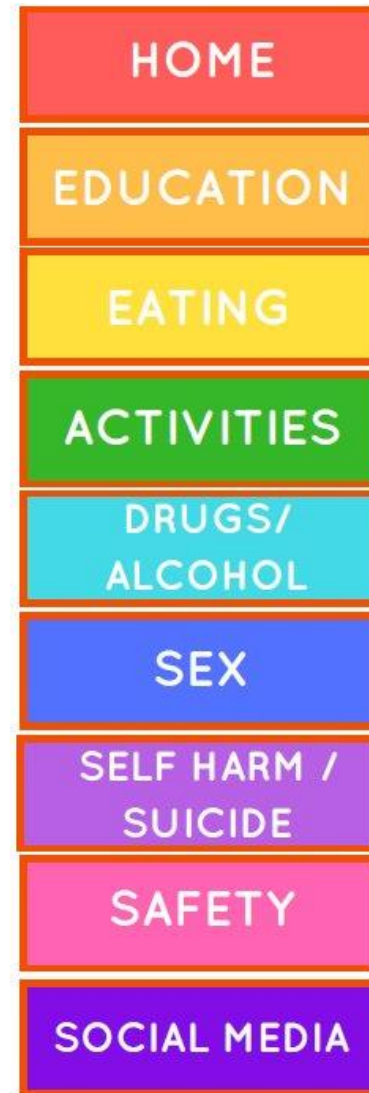 HOME
EDUCATION
EATING
ACTIVITIES
DRUGS/
ALCOHOL
SEX
SELF HARM /
SUICIDE
SAFETY
SOCIAL MEDIA